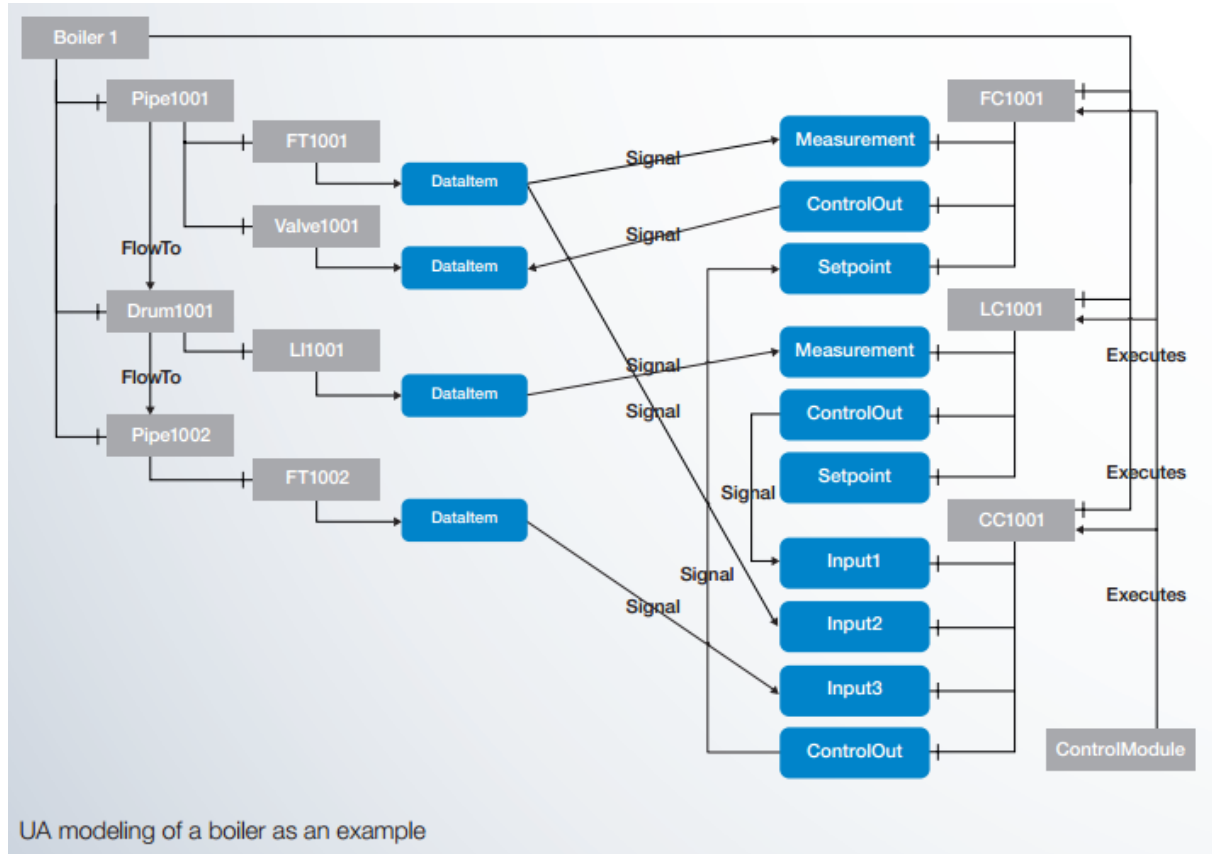 Boiler 1
Pipe1001
FC1001
FT1001
Measurement
Signal
DataItem
ControlOut
Valve1001
Signal
FlowTo
DataItem
Setpoint
Drum1001
LC1001
LI1001
Measurement
Executes
Signal
FlowTo
DataItem
Signal
ControlOut
Pipe1002
FT1002
Setpoint
Executes
Signal
DataItem
CC1001
Input1
Signal
Executes
Signal
Input2
Input3
ControlOut
ControlModule
UA modeling of a boiler as an example